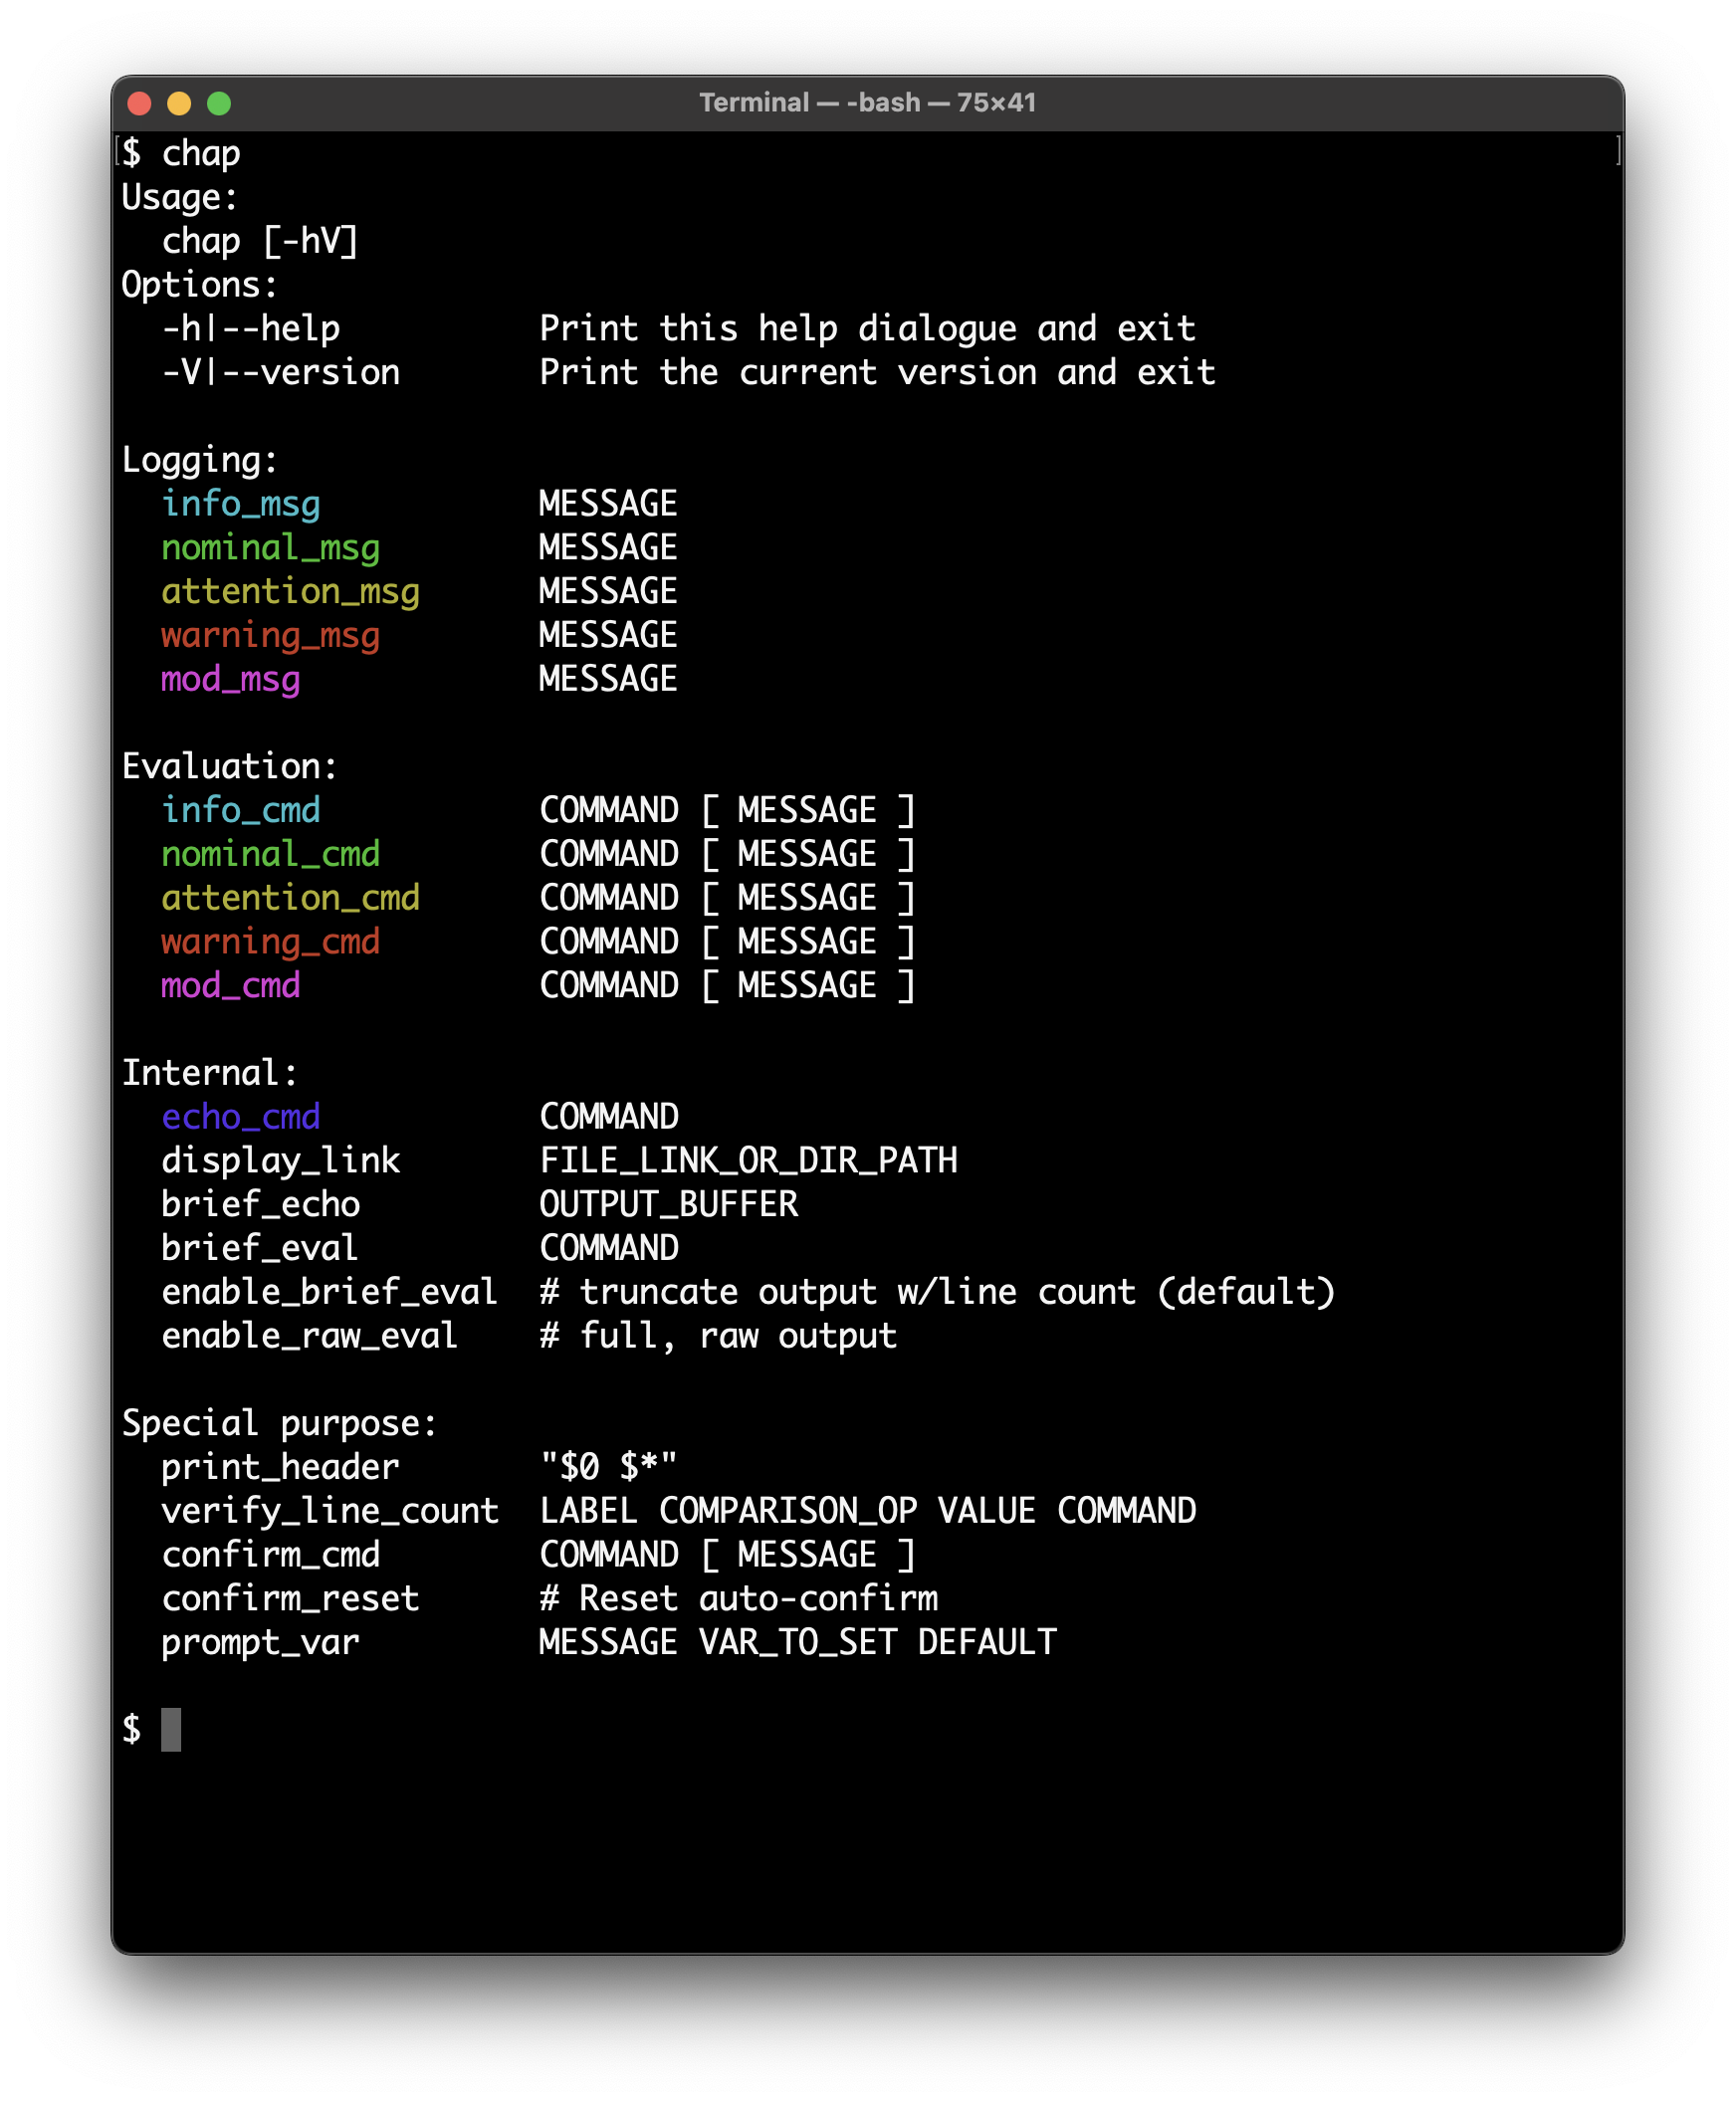 Terminal — -bash — 75×41
$ chap
Usage:
  chap [-hV]
Options:
  -h|--help          Print this help dialogue and exit
  -V|--version       Print the current version and exit

Logging:
  info_msg           MESSAGE
  nominal_msg        MESSAGE
  attention_msg      MESSAGE
  warning_msg        MESSAGE
  mod_msg            MESSAGE

Evaluation:
  info_cmd           COMMAND [ MESSAGE ]
  nominal_cmd        COMMAND [ MESSAGE ]
  attention_cmd      COMMAND [ MESSAGE ]
  warning_cmd        COMMAND [ MESSAGE ]
  mod_cmd            COMMAND [ MESSAGE ]

Internal:
  echo_cmd           COMMAND
  display_link       FILE_LINK_OR_DIR_PATH
  brief_echo         OUTPUT_BUFFER
  brief_eval         COMMAND
  enable_brief_eval  # truncate output w/line count (default)
  enable_raw_eval    # full, raw output

Special purpose:
  print_header       "$0 $*"
  verify_line_count  LABEL COMPARISON_OP VALUE COMMAND
  confirm_cmd        COMMAND [ MESSAGE ]
  confirm_reset      # Reset auto-confirm
  prompt_var         MESSAGE VAR_TO_SET DEFAULT

$